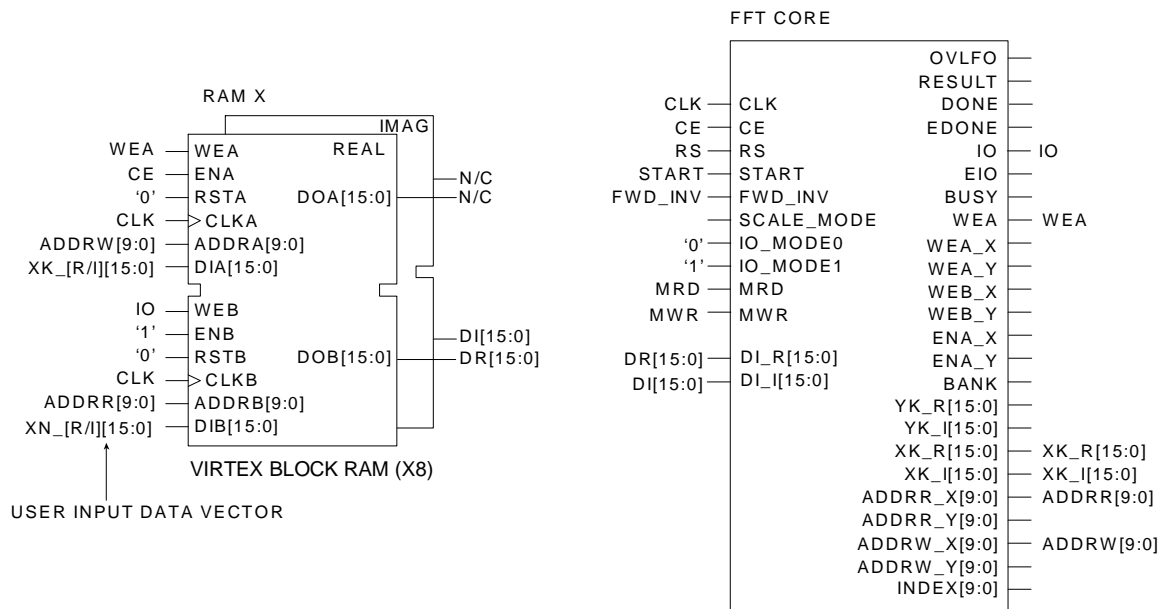 FFT CORE
RAM X
IMAG
REAL
WEA WEA
CE ENA
'0' RSTA DOA[15:0]
N/C
N/C
CLK CLKA
ADDRW[9:0] ADDRA[9:0]
XK_[R/I][15:0] DIA[15:0]
IO WEB
'1' ENB
'0' RSTB DOB[15:0]
DI[15:0]
DR[15:0]
CLK CLKB
ADDRR[9:0] ADDRB[9:0]
XN_[R/I][15:0] DIB[15:0]
VIRTEX BLOCK RAM (X8)
USER INPUT DATA VECTOR
CLK CLK
CE CE
RS RS
START START
FWD_INV FWD_INV
SCALE_MODE
'0' IO_MODE0
'1' IO_MODE1
MRD MRD
MWR MWR
DR[15:0] DI_R[15:0]
DI[15:0] DI_I[15:0]
OVLFO
RESULT
DONE
EDONE
IO IO
EIO
BUSY
WEA WEA
WEA_X
WEA_Y
WEB_X
WEB_Y
ENA_X
ENA_Y
BANK
YK_R[15:0]
YK_I[15:0]
XK_R[15:0] XK_R[15:0]
XK_I[15:0] XK_I[15:0]
ADDRR_X[9:0] ADDRR[9:0]
ADDRR_Y[9:0]
ADDRW_X[9:0] ADDRW[9:0]
ADDRW_Y[9:0]
INDEX[9:0]